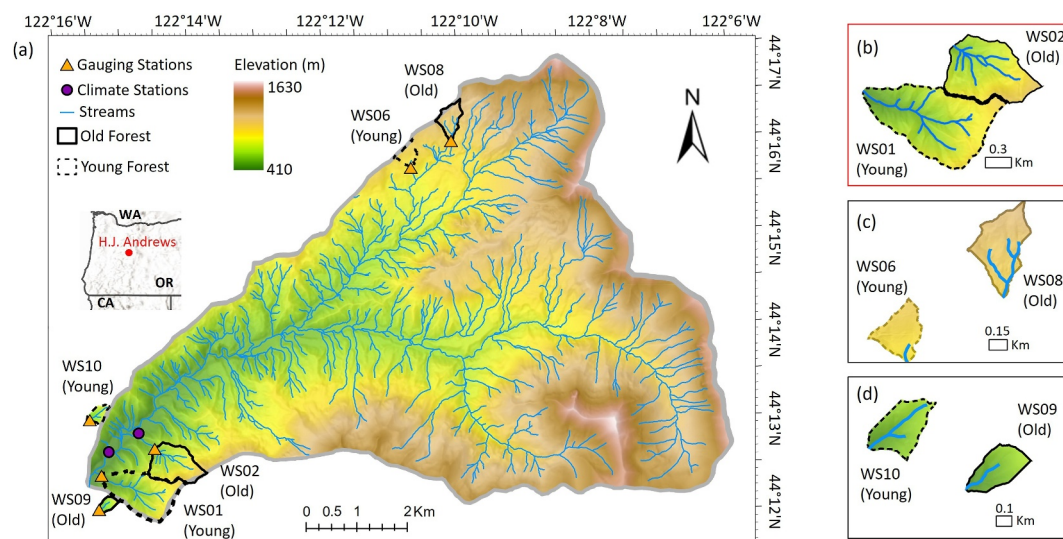 122°16'W 122°14'W 122°12'W 122°10'W 122°8'W 122°6'W
(a)
Gauging Stations
Climate Stations
Streams
Old Forest
Young Forest
Elevation (m)
1630
410
WA
H.J. Andrews
OR
CA
WS08
(Old)
WS06
(Young)
N
44°17'N
44°16'N
44°15'N
44°14'N
44°13'N
44°12'N
WS10
(Young)
WS09
(Old)
WS02
(Old)
WS01
(Young)
0 0.5 1 2 Km
(b)
WS02
(Old)
WS01
(Young)
0.3
Km
(c)
WS06
(Young)
WS08
(Old)
0.15
Km
(d)
WS09
(Old)
WS10
(Young)
0.1
Km